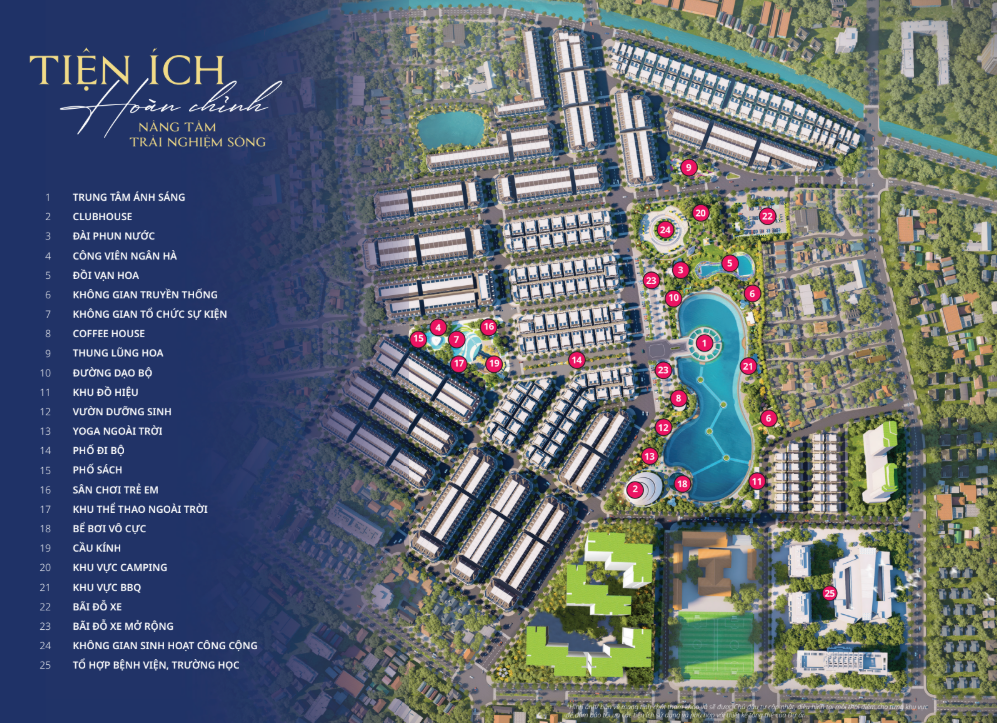 TIỆN ÍCH
Hoàn chỉnh
NÂNG TẦM
TRẢI NGHIỆM SỐNG
1 TRUNG TÂM ÁNH SÁNG
2 CLUBHOUSE
3 ĐÀI PHUN NƯỚC
4 CÔNG VIÊN NGÂN HÀ
5 ĐỒI VẠN HOA
6 KHÔNG GIAN TRUYỀN THỐNG
7 KHÔNG GIAN TỔ CHỨC SỰ KIỆN
8 COFFEE HOUSE
9 THUNG LŨNG HOA
10 ĐƯỜNG DẠO BỘ
11 KHU ĐỒ HIỆU
12 VƯỜN DƯỠNG SINH
13 YOGA NGOÀI TRỜI
14 PHỐ ĐI BỘ
15 PHỐ SÁCH
16 SÂN CHƠI TRẺ EM
17 KHU THỂ THAO NGOÀI TRỜI
18 BỂ BƠI VÔ CỰC
19 CẦU KÍNH
20 KHU VỰC CAMPING
21 KHU VỰC BBQ
22 BÃI ĐỖ XE
23 BÃI ĐỖ XE MỞ RỘNG
24 KHÔNG GIAN SINH HOẠT CÔNG CỘNG
25 TỔ HỢP BỆNH VIỆN, TRƯỜNG HỌC
9
20
22
24
5
3
23
6
10
4
16
15
7
1
14
17
19
23
21
8
6
12
13
11
18
2
25